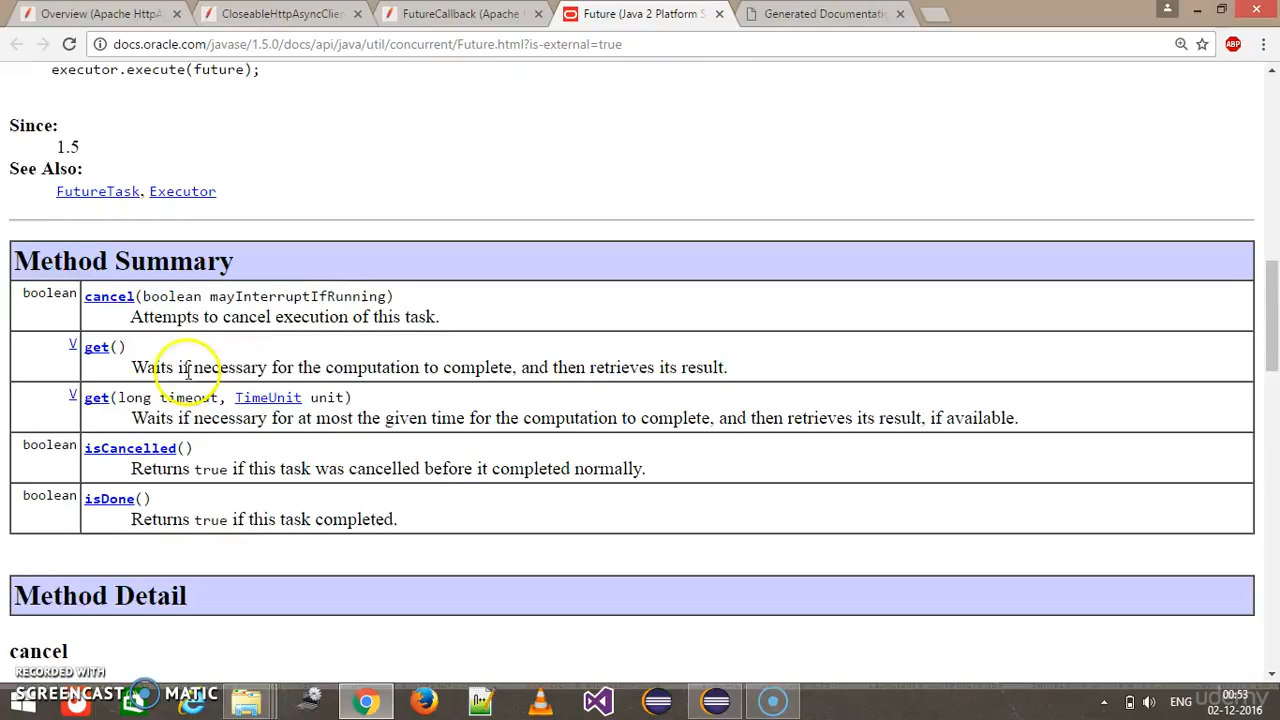 Overview (Apache HttpA
CloseableHttpAsyncClien
FutureCallback (Apache H
Future (Java 2 Platform S
Generated Documentatio
docs.oracle.com/javase/1.5.0/docs/api/java/util/concurrent/Future.html?is-external=true
ABP
executor.execute(future);
Since:
1.5
See Also:
FutureTask, Executor
Method Summary
boolean cancel(boolean mayInterruptIfRunning)
Attempts to cancel execution of this task.
V get()
Waits if necessary for the computation to complete, and then retrieves its result.
V get(long timeout, TimeUnit unit)
Waits if necessary for at most the given time for the computation to complete, and then retrieves its result, if available.
boolean isCancelled()
Returns true if this task was cancelled before it completed normally.
boolean isDone()
Returns true if this task completed.
Method Detail
cancel
RECORDED WITH
SCREENCAST MATIC
ENG
00:53
02-12-2016
udemy